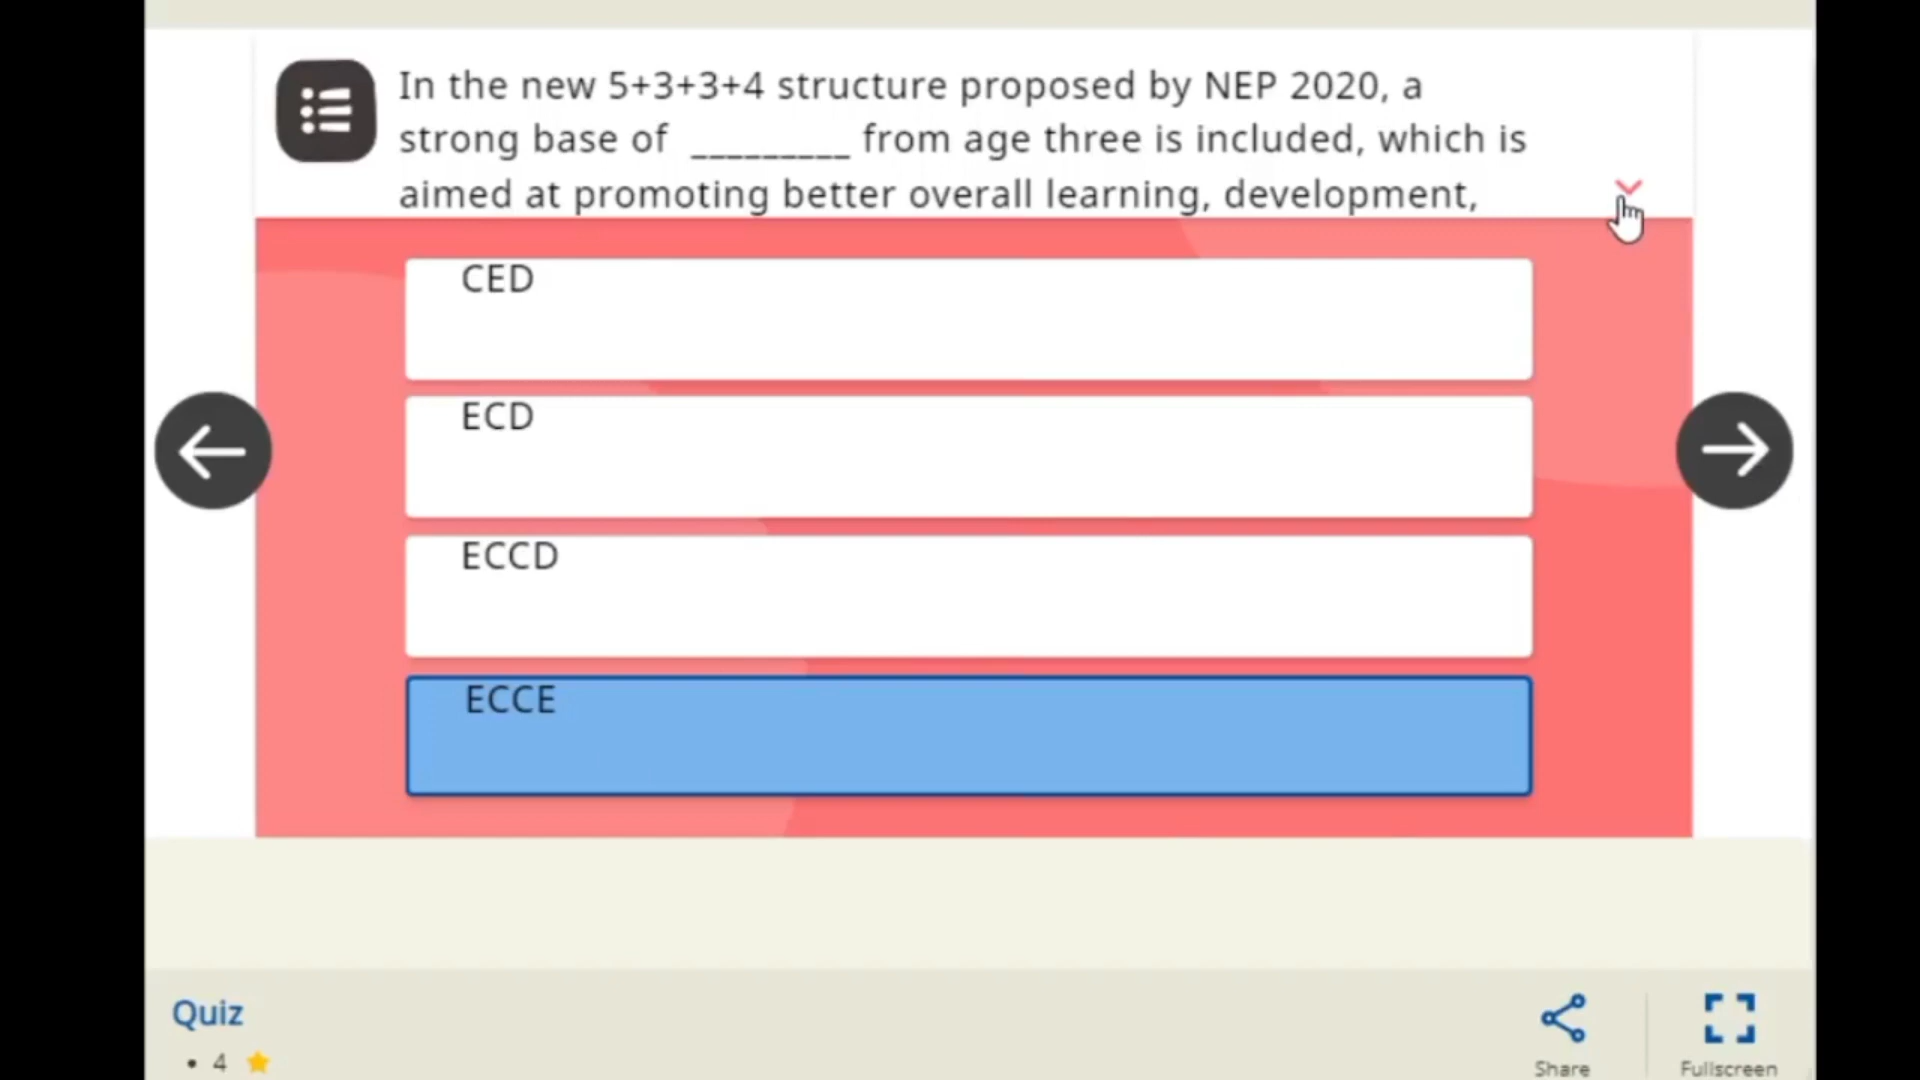 In the new 5+3+3+4 structure proposed by NEP 2020, a
strong base of _________ from age three is included, which is
aimed at promoting better overall learning, development,
CED
ECD
ECCD
ECCE
Quiz
• 4
Share
Fullscreen